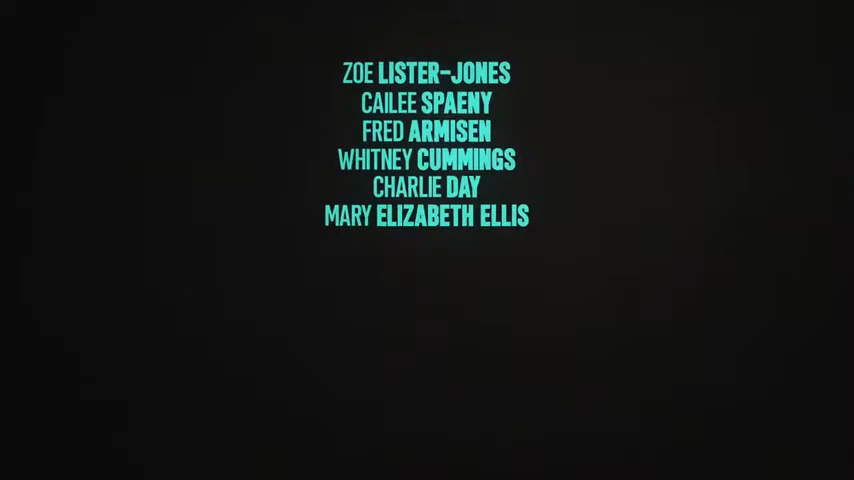 ZOE LISTER-JONES
CAILEE SPAENY
FRED ARMISEN
WHITNEY CUMMINGS
CHARLIE DAY
MARY ELIZABETH ELLIS